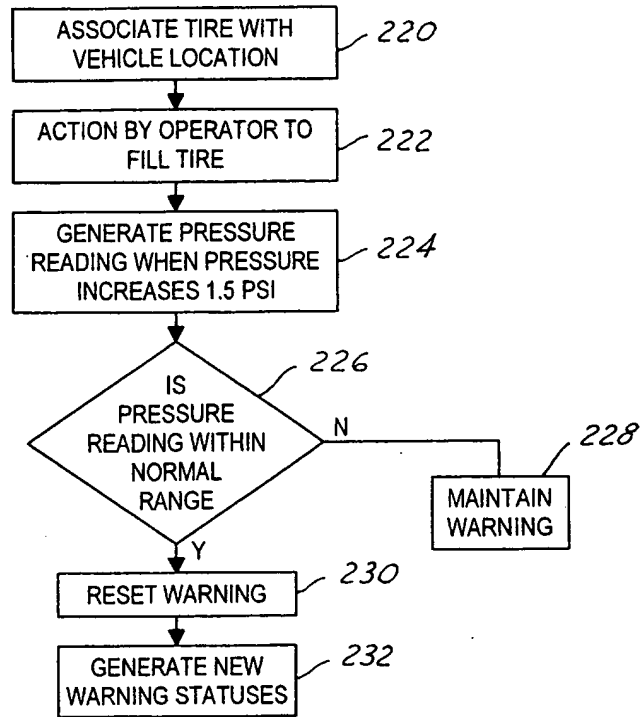 ASSOCIATE TIRE WITH
VEHICLE LOCATION
220
ACTION BY OPERATOR TO
FILL TIRE
222
GENERATE PRESSURE
READING WHEN PRESSURE
INCREASES 1.5 PSI
224
IS
PRESSURE
READING WITHIN
NORMAL
RANGE
226
N
228
MAINTAIN
WARNING
Y
230
RESET WARNING
GENERATE NEW
WARNING STATUSES
232